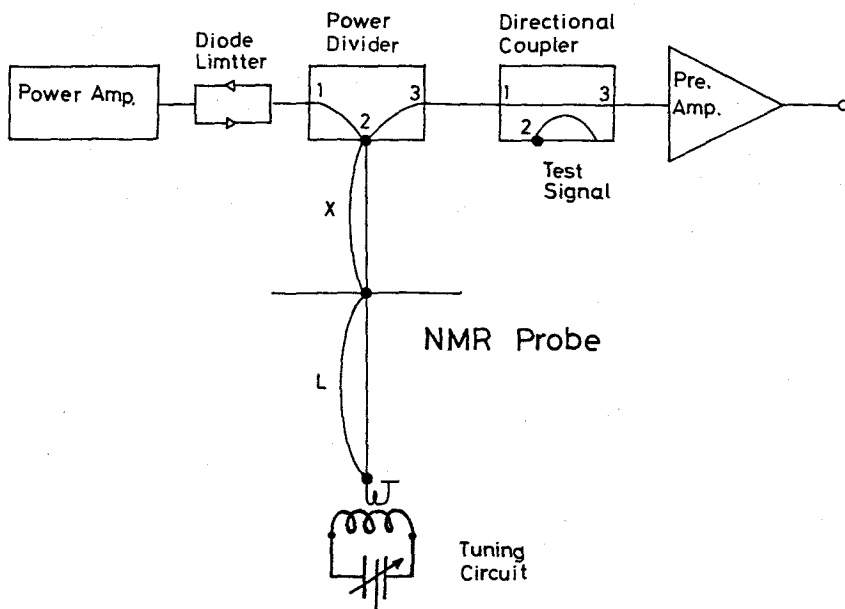 Power Amp.
Diode
Limtter
Power
Divider
1
2
3
Directional
Coupler
1
2
3
Test
Signal
Pre.
Amp.
X
NMR Probe
L
Tuning
Circuit